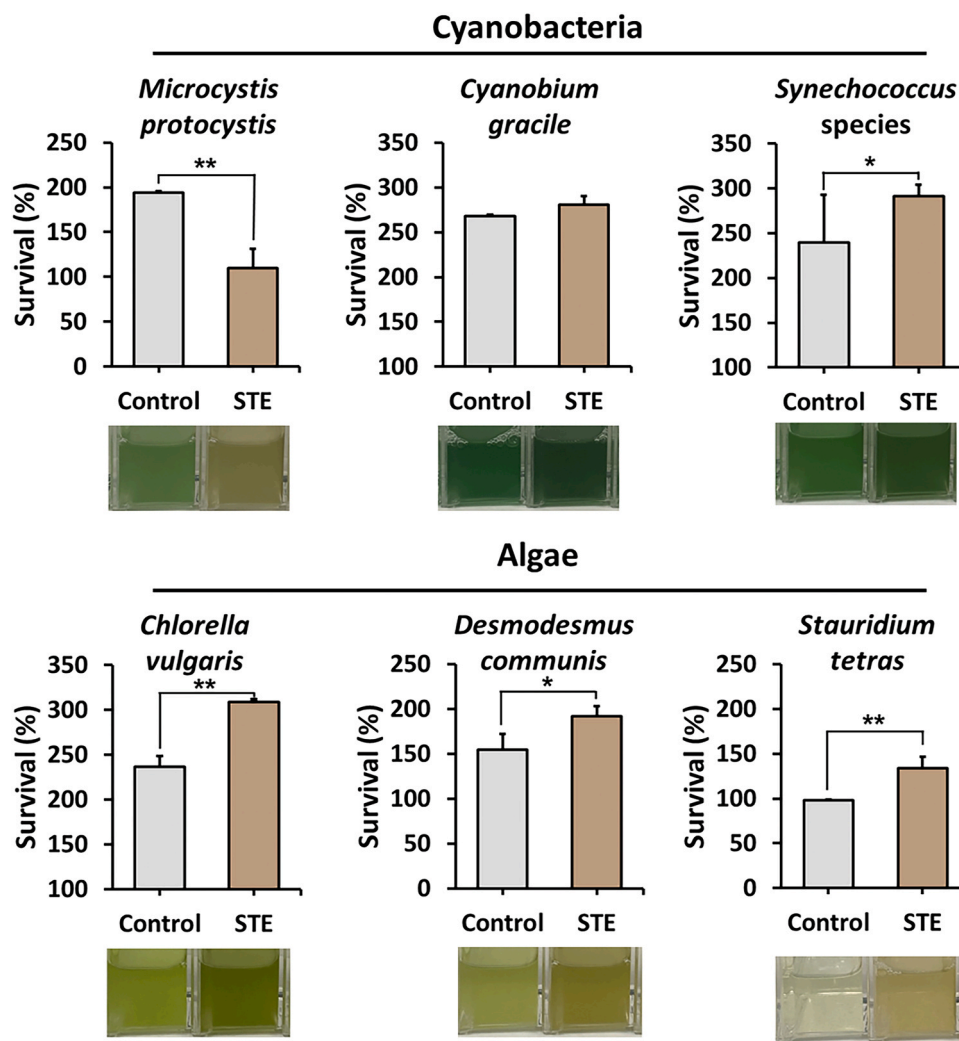 Cyanobacteria
Microcystis
protocystis
Survival (%)
250
200
150
100
50
0
**
Control STE
Cyanobium
gracile
Survival (%)
350
300
250
200
150
100
Control STE
Synechococcus
species
Survival (%)
350
300
250
200
150
100
*
Control STE
Algae
Chlorella
vulgaris
Survival (%)
350
300
250
200
150
100
**
Control STE
Desmodesmus
communis
Survival (%)
250
200
150
100
50
0
*
Control STE
Stauridium
tetras
Survival (%)
250
200
150
100
50
0
**
Control STE